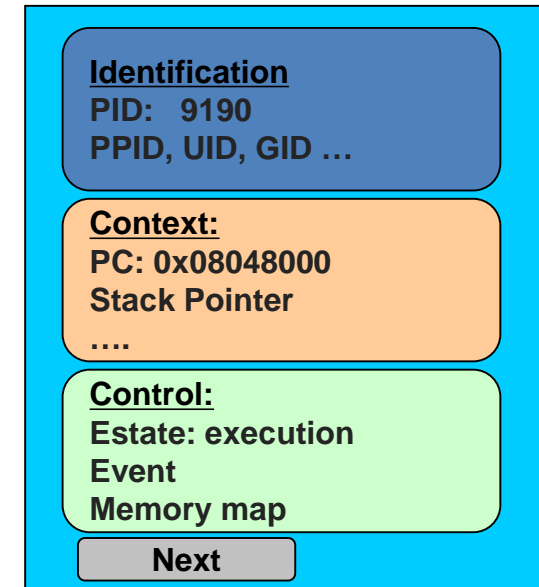 Identification
PID: 9190
PPID, UID, GID …
Context:
PC: 0x08048000
Stack Pointer
….
Control:
Estate: execution
Event
Memory map
Next